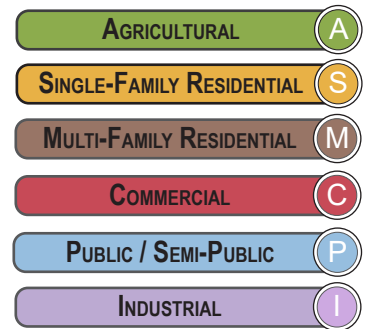 AGRICULTURAL A
SINGLE-FAMILY RESIDENTIAL S
MULTI-FAMILY RESIDENTIAL M
COMMERCIAL C
PUBLIC / SEMI-PUBLIC P
INDUSTRIAL I